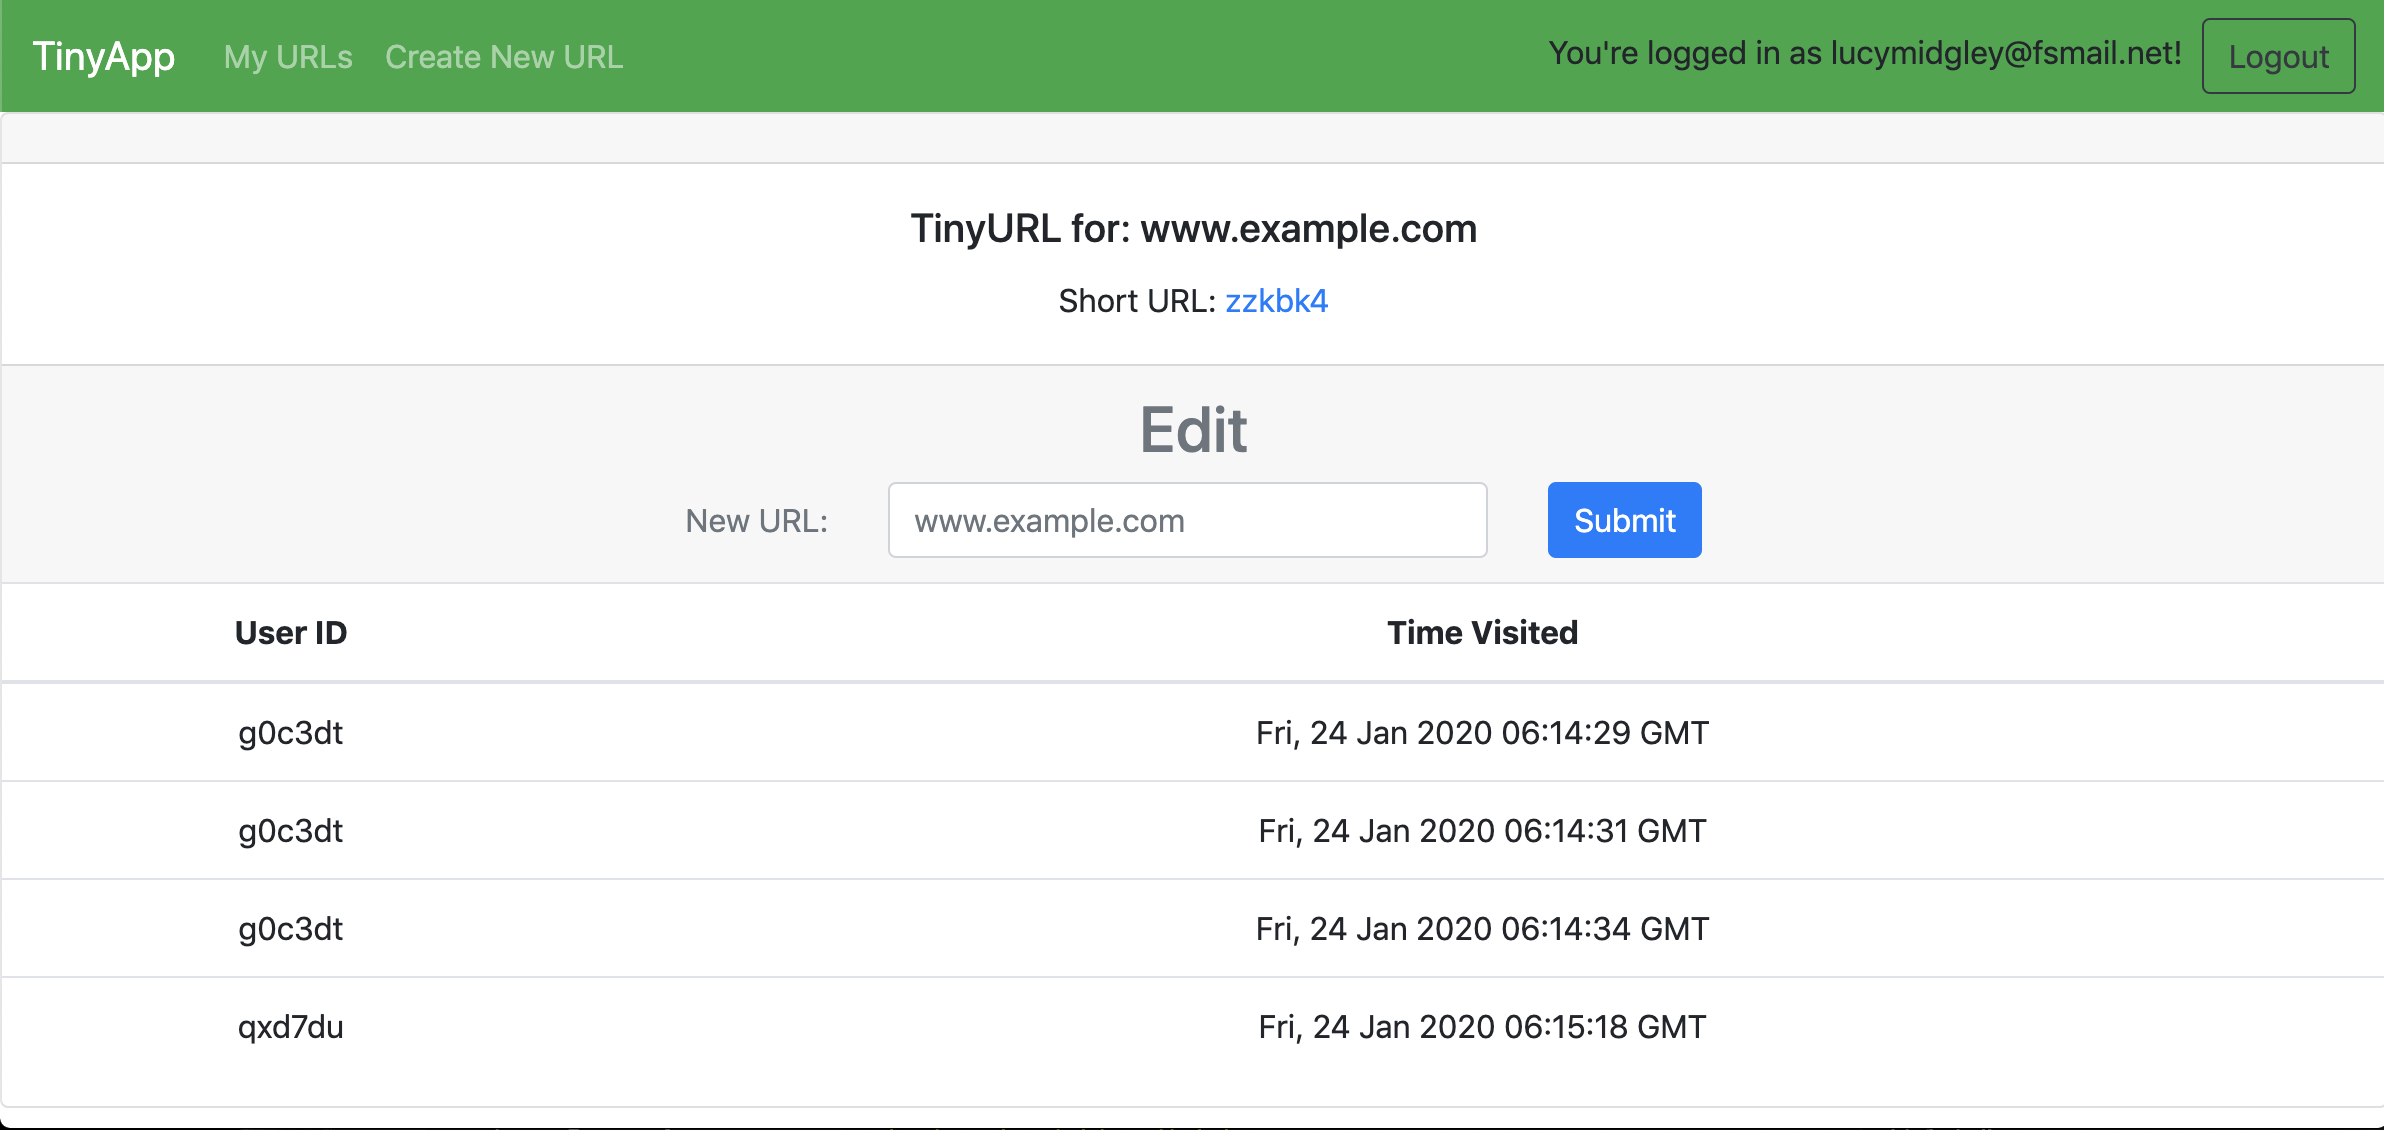 TinyApp My URLs Create New URL You're logged in as lucymidgley@fsmail.net! Logout
TinyURL for: www.example.com
Short URL: zzkbk4
Edit
New URL: www.example.com Submit
User ID Time Visited
g0c3dt Fri, 24 Jan 2020 06:14:29 GMT
g0c3dt Fri, 24 Jan 2020 06:14:31 GMT
g0c3dt Fri, 24 Jan 2020 06:14:34 GMT
qxd7du Fri, 24 Jan 2020 06:15:18 GMT